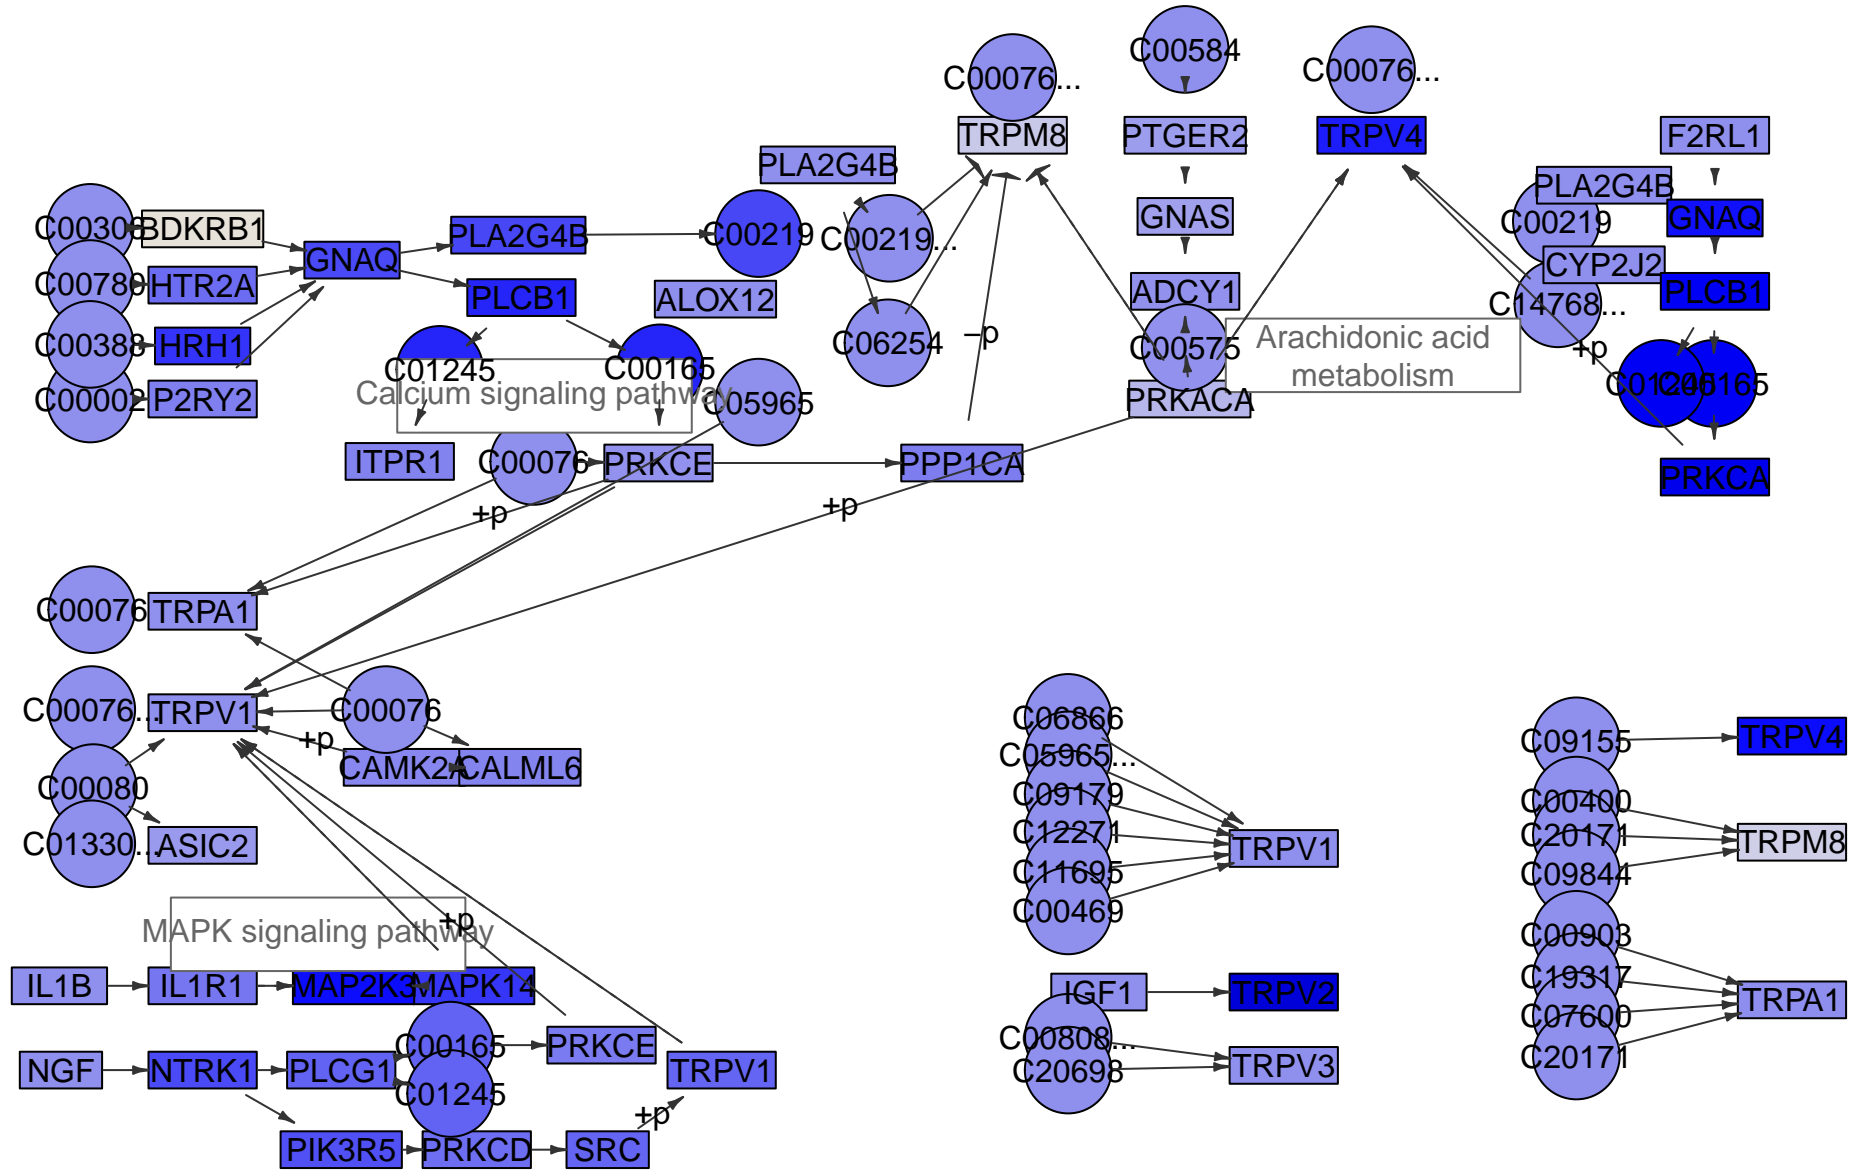 C00584
C00076...
C00076...
TRPM8
PTGER2
TRPV4
F2RL1
PLA2G4B
PLA2G4B
C00219
GNAS
GNAQ
BDKRB1
PLA2G4B
C00219
C00219...
GNAQ
CYP2J2
C00780
HTR2A
PLCB1
ALOX12
ADCY1
PLCB1
C14768...
C00388
HRH1
C06254
–p
C00575
Arachidonic acid
metabolism
+p
C01245
C00165
Calcium signaling pathway
C00165
C00002
P2RY2
C05965
PRKACA
ITPR1
C00076
PRKCE
PPP1CA
PRKCA
+p
+p
C00076
TRPA1
C00076...
TRPV1
C00076
+p
CAMK2A
CALML6
C00080
C01330...
ASIC2
C06866
C05965...
C09179
C12271
C11695
C00469
TRPV1
C09155
TRPV4
C00400
C20171
C09844
TRPM8
MAPK signaling pathway
+p
C00903
C19317
C07600
C20171
TRPA1
IL1B
IL1R1
MAP2K3
MAPK14
IGF1
TRPV2
C00165
PRKCE
C00808...
C20698
TRPV3
NGF
NTRK1
PLCG1
C01245
TRPV1
+p
PIK3R5
PRKCD
SRC